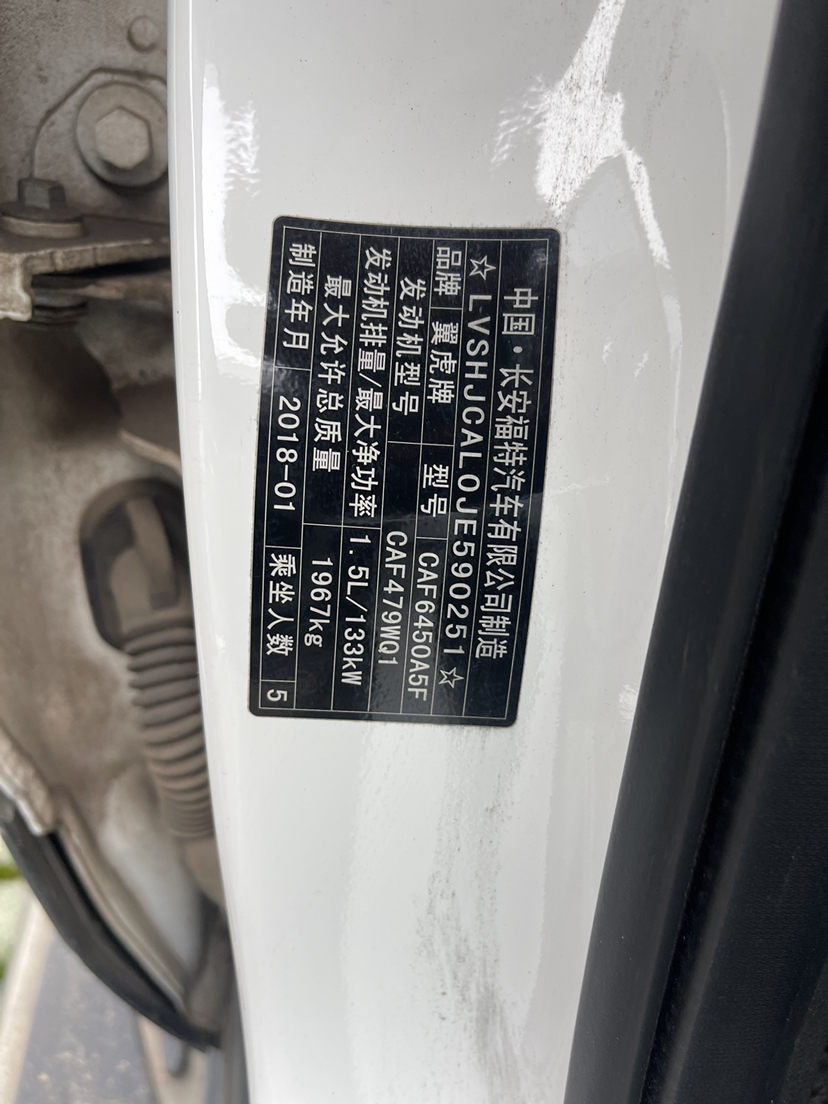 中国·长安福特汽车有限公司制造
☆LVSHJCAL0JE590251☆
品牌 翼虎牌 型号 CAF6450A5F
发动机型号 CAF479WQ1
发动机排量/最大净功率 1.5L/133kW
最大允许总质量 1967kg
制造年月 2018-01 乘坐人数 5